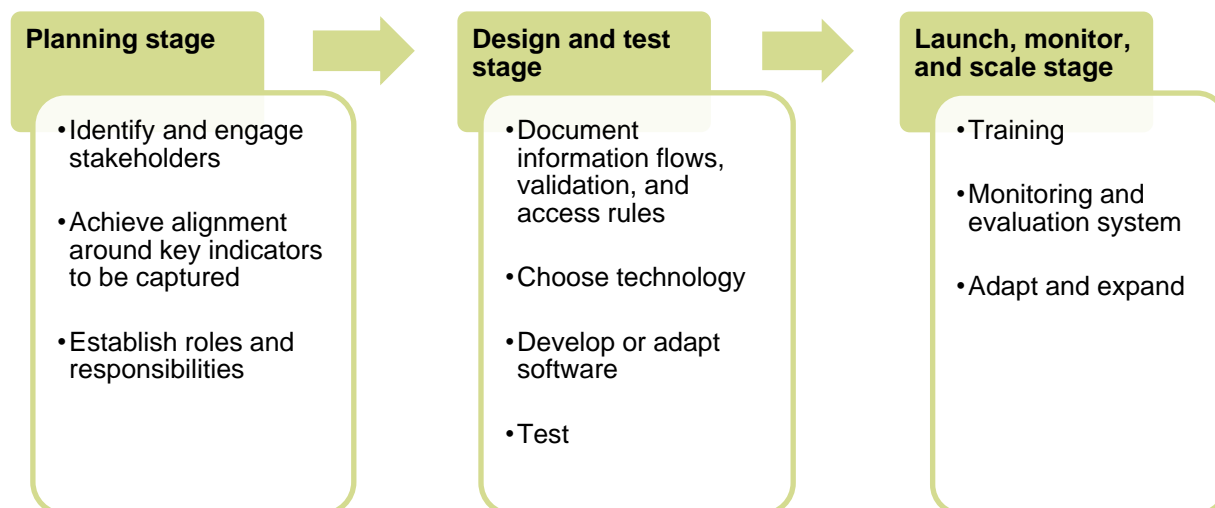 Planning stage
•Identify and engage
stakeholders
•Achieve alignment
around key indicators
to be captured
•Establish roles and
responsibilities
Design and test
stage
•Document
information flows,
validation, and
access rules
•Choose technology
•Develop or adapt
software
•Test
Launch, monitor,
and scale stage
•Training
•Monitoring and
evaluation system
•Adapt and expand